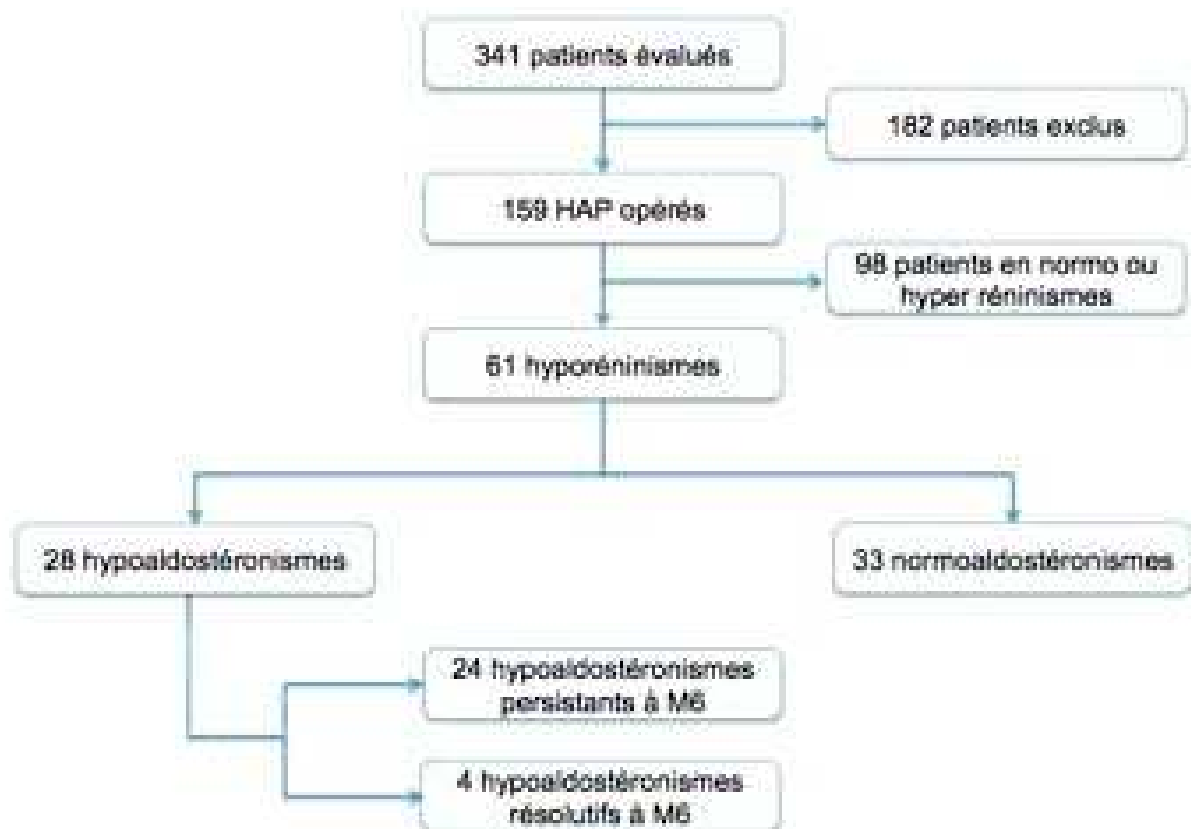 341 patients évalués
182 patients exclus
159 HAP opérés
98 patients en normo ou
hyper réninismes
61 hyporéninismes
28 hypoaldostéronismes
33 normoaldostéronismes
24 hypoaldostéronismes
persistants à M6
4 hypoaldostéronismes
résolutifs à M6